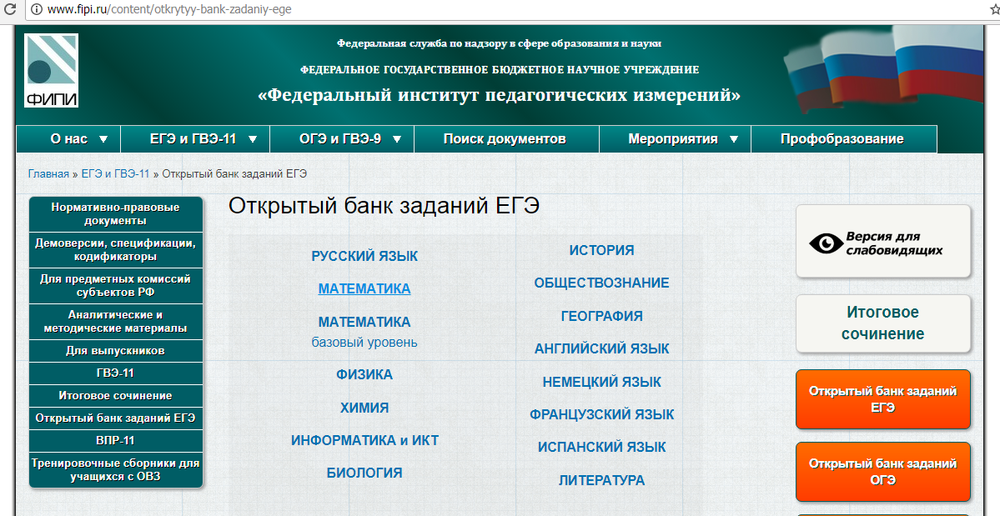 www.fipi.ru/content/otkrytyy-bank-zadaniy-ege
ФИПИ
Федеральная служба по надзору в сфере образования и науки
ФЕДЕРАЛЬНОЕ ГОСУДАРСТВЕННОЕ БЮДЖЕТНОЕ НАУЧНОЕ УЧРЕЖДЕНИЕ
«Федеральный институт педагогических измерений»
О нас ЕГЭ и ГВЭ-11 ОГЭ и ГВЭ-9 Поиск документов Мероприятия Профобразование
Главная » ЕГЭ и ГВЭ-11 » Открытый банк заданий ЕГЭ
Нормативно-правовые
документы
Демоверсии, спецификации,
кодификаторы
Для предметных комиссий
субъектов РФ
Аналитические и
методические материалы
Для выпускников
ГВЭ-11
Итоговое сочинение
Открытый банк заданий ЕГЭ
ВПР-11
Тренировочные сборники для
учащихся с ОВЗ
Открытый банк заданий ЕГЭ
РУССКИЙ ЯЗЫК
МАТЕМАТИКА
МАТЕМАТИКА
базовый уровень
ФИЗИКА
ХИМИЯ
ИНФОРМАТИКА и ИКТ
БИОЛОГИЯ
ИСТОРИЯ
ОБЩЕСТВОЗНАНИЕ
ГЕОГРАФИЯ
АНГЛИЙСКИЙ ЯЗЫК
НЕМЕЦКИЙ ЯЗЫК
ФРАНЦУЗСКИЙ ЯЗЫК
ИСПАНСКИЙ ЯЗЫК
ЛИТЕРАТУРА
Версия для
слабовидящих
Итоговое
сочинение
Открытый банк заданий
ЕГЭ
Открытый банк заданий
ОГЭ